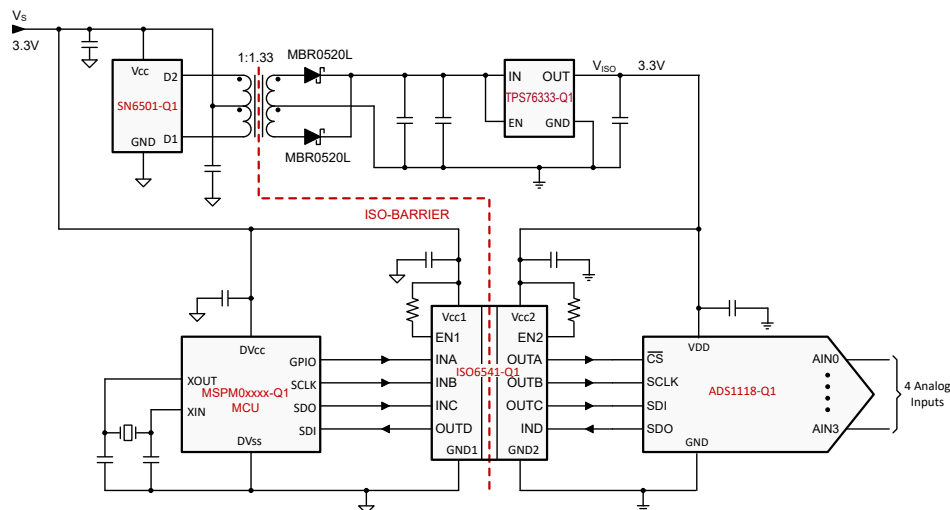 VS
3.3V
1:1.33
MBR0520L
Vcc
D2
SN6501-Q1
GND
D1
MBR0520L
IN
OUT
TPS76333-Q1
EN
GND
VISO
3.3V
ISO-BARRIER
DVcc
XOUT
XIN
MSPM0xxxx-Q1
MCU
DVss
GPIO
SCLK
SDO
SDI
Vcc1
Vcc2
EN1
EN2
INA
OUTA
ISO6541-Q1
INB
OUTB
INC
OUTC
OUTD
IND
GND1
GND2
VDD
CS
SCLK
SDI
SDO
ADS1118-Q1
GND
AIN0
AIN3
4 Analog
Inputs